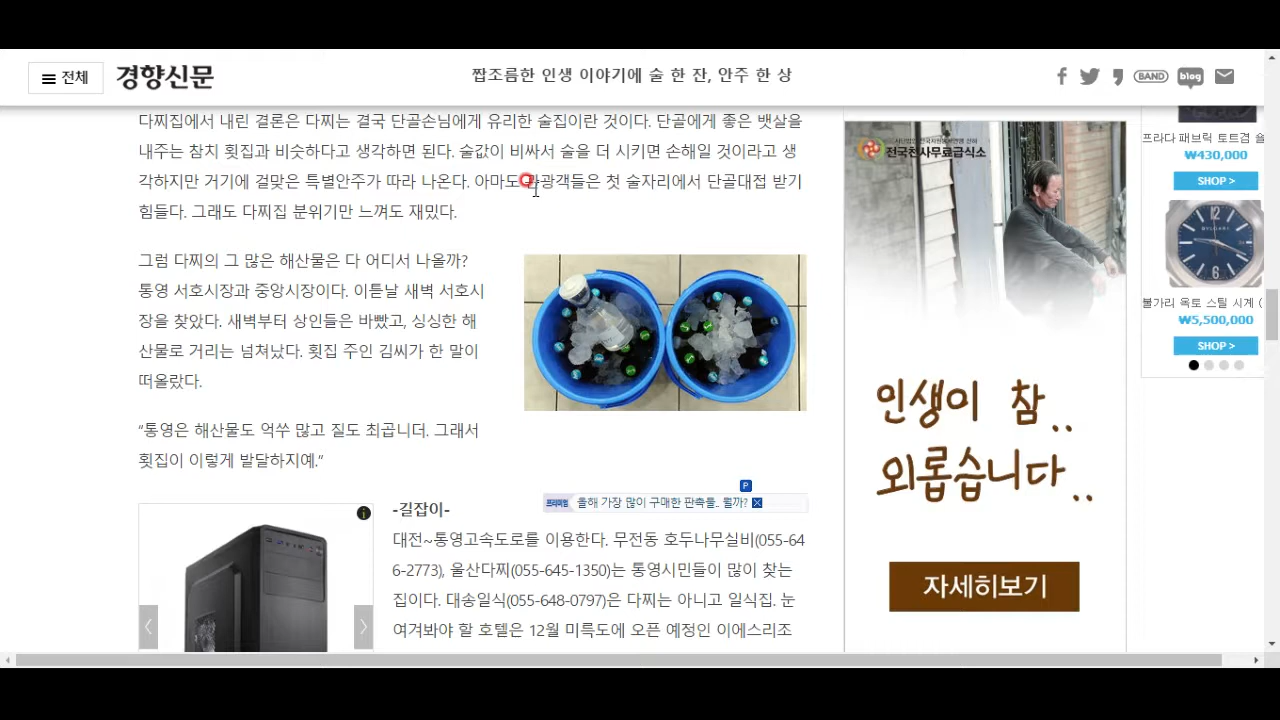 전체
경향신문
짭조름한 인생 이야기에 술 한 잔, 안주 한 상
BAND
blog
다찌집에서 내린 결론은 다찌는 결국 단골손님에게 유리한 술집이란 것이다. 단골에게 좋은 뱃살을
내주는 참치 횟집과 비슷하다고 생각하면 된다. 술값이 비싸서 술을 더 시키면 손해일 것이라고 생
각하지만 거기에 걸맞은 특별안주가 따라 나온다. 아마도 관광객들은 첫 술자리에서 단골대접 받기
힘들다. 그래도 다찌집 분위기만 느껴도 재밌다.
그럼 다찌의 그 많은 해산물은 다 어디서 나올까?
통영 서호시장과 중앙시장이다. 이튿날 새벽 서호시
장을 찾았다. 새벽부터 상인들은 바빴고, 싱싱한 해
산물로 거리는 넘쳐났다. 횟집 주인 김씨가 한 말이
떠올랐다.
“통영은 해산물도 억쑤 많고 질도 최곱니더. 그래서
횟집이 이렇게 발달하지예.”
P
프리미엄 올해 가장 많이 구매한 판촉물.. 뭘까?
-길잡이-
대전~통영고속도로를 이용한다. 무전동 호두나무실비(055-64
6-2773), 울산다찌(055-645-1350)는 통영시민들이 많이 찾는
집이다. 대송일식(055-648-0797)은 다찌는 아니고 일식집. 눈
여겨봐야 할 호텔은 12월 미륵도에 오픈 예정인 이에스리조
전국천사무료급식소
인생이 참..
외롭습니다..
자세히보기
프라다 패브릭 토트겸 숄
₩430,000
SHOP >
BVLGARI
불가리 옥토 스틸 시계 (
₩5,500,000
SHOP >